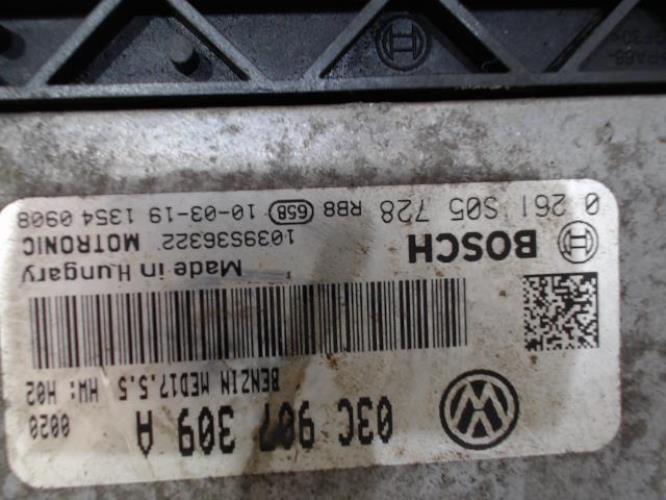 03C 907 309 A
0020
BENZIN MED17.5.5 HW: H02
Made in Hungary
BOSCH
1039S36322. MOTRONIC
0 261 S05 728 RB8 658 10-03-19 1354 0908